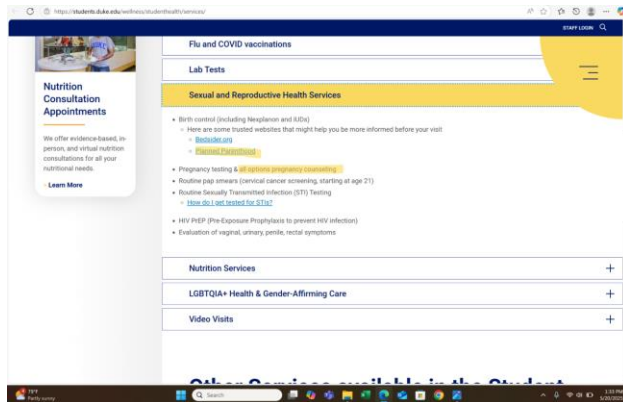 https://students.duke.edu/wellness/studenthealth/services/
STAFF LOGIN
Flu and COVID vaccinations
Lab Tests
Sexual and Reproductive Health Services
Nutrition
Consultation
Appointments
We offer evidence-based, in-
person, and virtual nutrition
consultations for all your
nutritional needs.
Learn More
Birth control (including Nexplanon and IUDs)
Here are some trusted websites that might help you be more informed before your visit
Bedsider.org
Planned Parenthood
Pregnancy testing & all options pregnancy counseling
Routine pap smears (cervical cancer screening, starting at age 21)
Routine Sexually Transmitted Infection (STI) Testing
How do I get tested for STIs?
HIV PrEP (Pre-Exposure Prophylaxis to prevent HIV infection)
Evaluation of vaginal, urinary, penile, rectal symptoms
Nutrition Services
LGBTQIA+ Health & Gender-Affirming Care
Video Visits
Other Services available in the Student
Partly sunny
Search